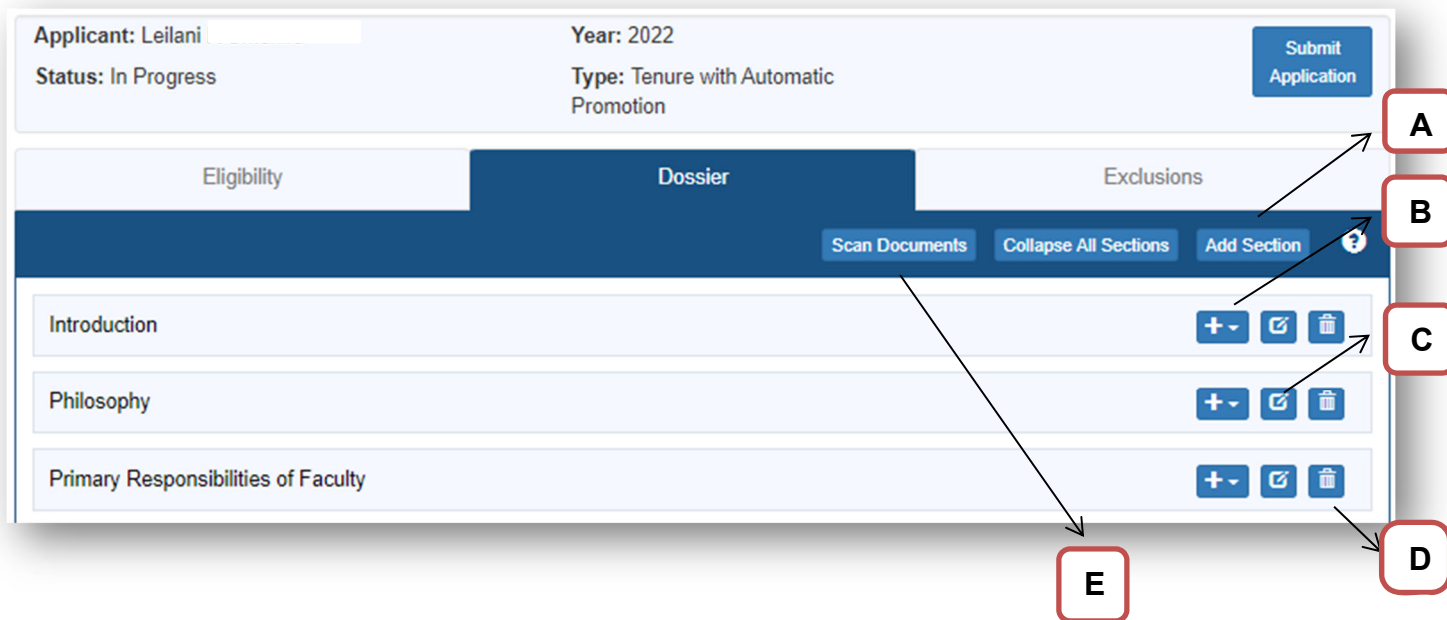 Applicant: Leilani
Year: 2022
Submit
Application
Status: In Progress
Type: Tenure with Automatic
Promotion
A
Eligibility
Dossier
Exclusions
B
Scan Documents
Collapse All Sections
Add Section
?
Introduction
C
Philosophy
Primary Responsibilities of Faculty
D
E